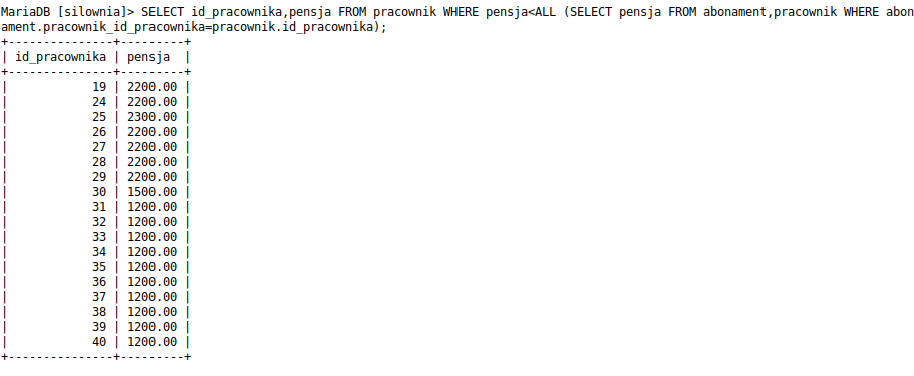 MariaDB [silownia]> SELECT id_pracownika,pensja FROM pracownik WHERE pensja<ALL (SELECT pensja FROM abonament,pracownik WHERE abon
ament.pracownik_id_pracownika=pracownik.id_pracownika);
+---------------+---------+
| id_pracownika | pensja  |
+---------------+---------+
|            19 | 2200.00 |
|            24 | 2200.00 |
|            25 | 2300.00 |
|            26 | 2200.00 |
|            27 | 2200.00 |
|            28 | 2200.00 |
|            29 | 2200.00 |
|            30 | 1500.00 |
|            31 | 1200.00 |
|            32 | 1200.00 |
|            33 | 1200.00 |
|            34 | 1200.00 |
|            35 | 1200.00 |
|            36 | 1200.00 |
|            37 | 1200.00 |
|            38 | 1200.00 |
|            39 | 1200.00 |
|            40 | 1200.00 |
+---------------+---------+